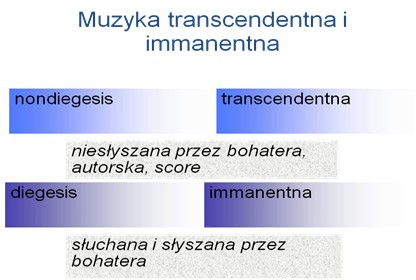 Muzyka transcendentna i
immanentna
nondiegesis transcendentna
niesłyszana przez bohatera,
autorska, score
diegesis immanentna
słuchana i słyszana przez
bohatera